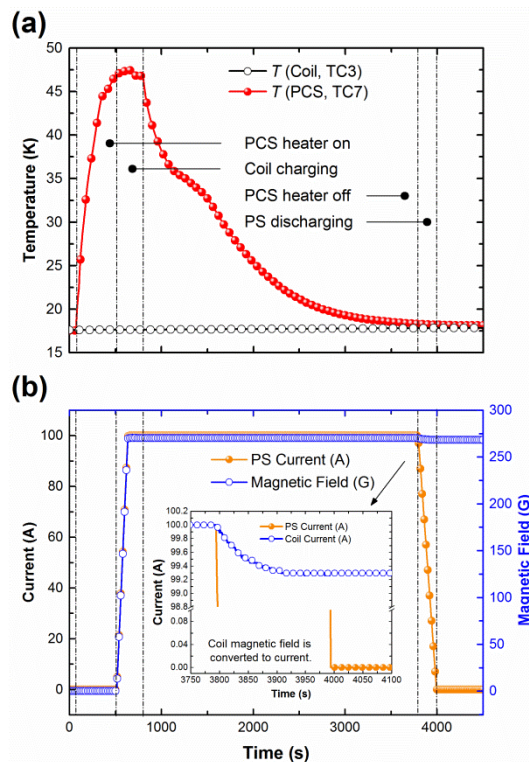 (a)
50
45
40
35
30
25
20
15
Temperature (K)
T (Coil, TC3)
T (PCS, TC7)
PCS heater on
Coil charging
PCS heater off
PS discharging
(b)
100
80
60
40
20
0
Current (A)
300
250
200
150
100
50
0
Magnetic Field (G)
PS Current (A)
Magnetic Field (G)
100.2
100.0
99.8
99.6
99.4
99.2
99.0
98.8
0.08
0.04
0.00
Current (A)
PS Current (A)
Coil Current (A)
Coil magnetic field is
converted to current.
3750 3800 3850 3900 3950 4000 4050 4100
Time (s)
0 1000 2000 3000 4000
Time (s)